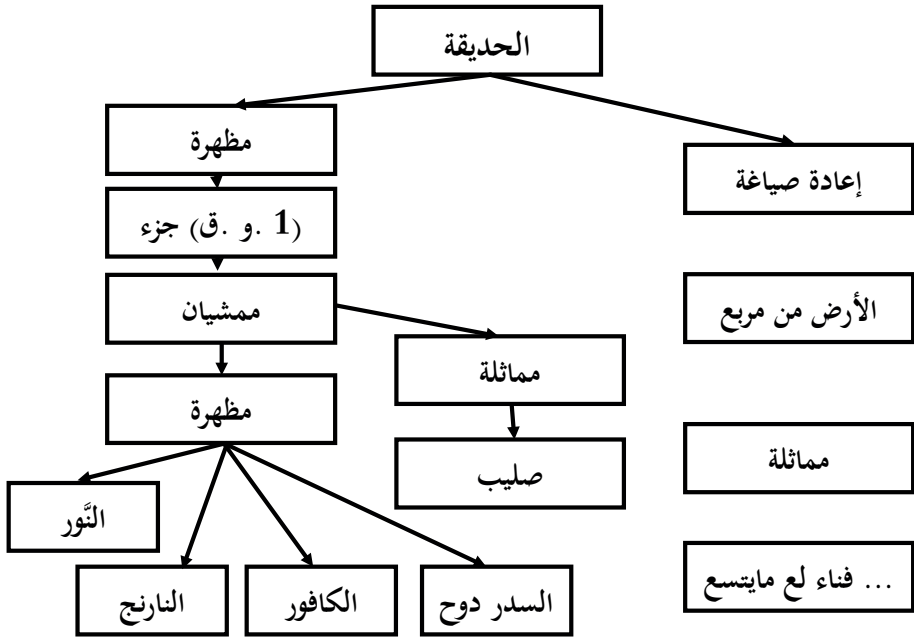 الحديقة
مظهرة
إعادة صياغة
(1 .و .ق) جزء
ممشيان
الأرض من مربع
مماثلة
مظهرة
صليب
مماثلة
النَّور
النارنج
الكافور
السدر دوح
... فناء لع مايتسع